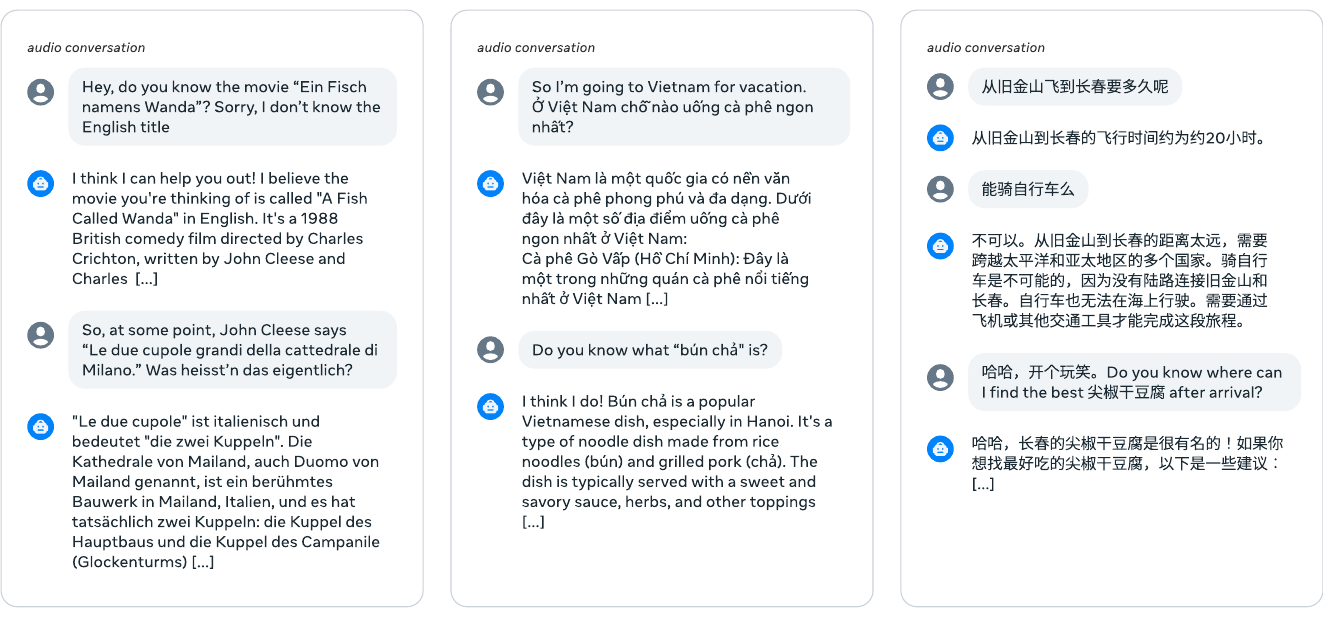 audio conversation
Hey, do you know the movie “Ein Fisch
namens Wanda”? Sorry, I don’t know the
English title
I think I can help you out! I believe the
movie you're thinking of is called "A Fish
Called Wanda" in English. It's a 1988
British comedy film directed by Charles
Crichton, written by John Cleese and
Charles [...]
So, at some point, John Cleese says
“Le due cupole grandi della cattedrale di
Milano.” Was heisst’n das eigentlich?
"Le due cupole" ist italienisch und
bedeutet "die zwei Kuppeln". Die
Kathedrale von Mailand, auch Duomo von
Mailand genannt, ist ein berühmtes
Bauwerk in Mailand, Italien, und es hat
tatsächlich zwei Kuppeln: die Kuppel des
Hauptbaus und die Kuppel des Campanile
(Glockenturms) [...]
audio conversation
So I’m going to Vietnam for vacation.
Ở Việt Nam chỗ nào uống cà phê ngon
nhất?
Việt Nam là một quốc gia có nền văn
hóa cà phê phong phú và đa dạng. Dưới
đây là một số địa điểm uống cà phê
ngon nhất ở Việt Nam:
Cà phê Gò Vấp (Hồ Chí Minh): Đây là
một trong những quán cà phê nổi tiếng
nhất ở Việt Nam [...]
Do you know what “bún chả" is?
I think I do! Bún chả is a popular
Vietnamese dish, especially in Hanoi. It's a
type of noodle dish made from rice
noodles (bún) and grilled pork (chả). The
dish is typically served with a sweet and
savory sauce, herbs, and other toppings
[...]
audio conversation
从旧金山飞到长春要多久呢
从旧金山到长春的飞行时间约为约20小时。
能骑自行车么
不可以。从旧金山到长春的距离太远，需要
跨越太平洋和亚太地区的多个国家。骑自行
车是不可能的，因为没有陆路连接旧金山和
长春。自行车也无法在海上行驶。需要通过
飞机或其他交通工具才能完成这段旅程。
哈哈，开个玩笑。Do you know where can
I find the best 尖椒干豆腐 after arrival?
哈哈，长春的尖椒干豆腐是很有名的！如果你
想找最好吃的尖椒干豆腐，以下是一些建议：
[...]